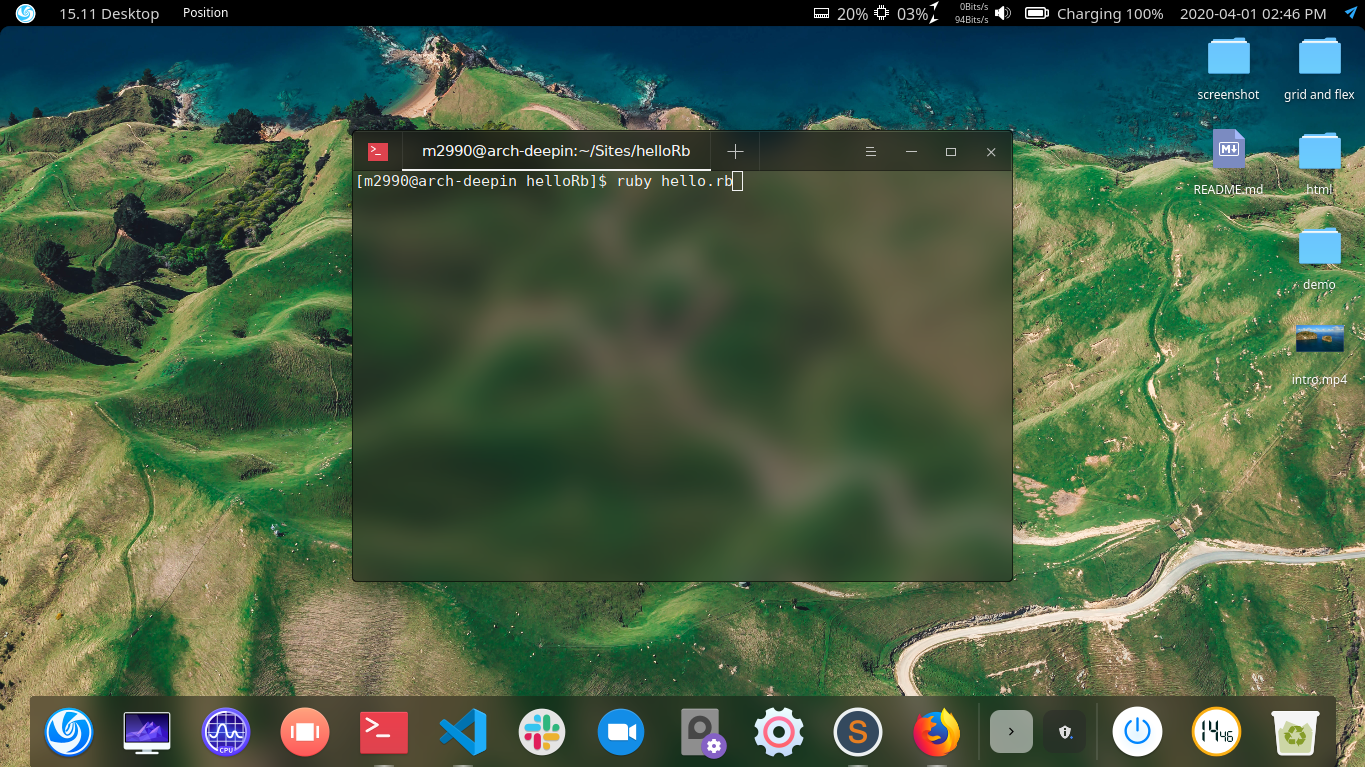 15.11 Desktop Position 20% 03% 0Bits/s 94Bits/s Charging 100% 2020-04-01 02:46 PM
screenshot grid and flex
m2990@arch-deepin:~/Sites/helloRb
[m2990@arch-deepin helloRb]$ ruby hello.rb
README.md html
demo
intro.mp4
CPU
S
14 46